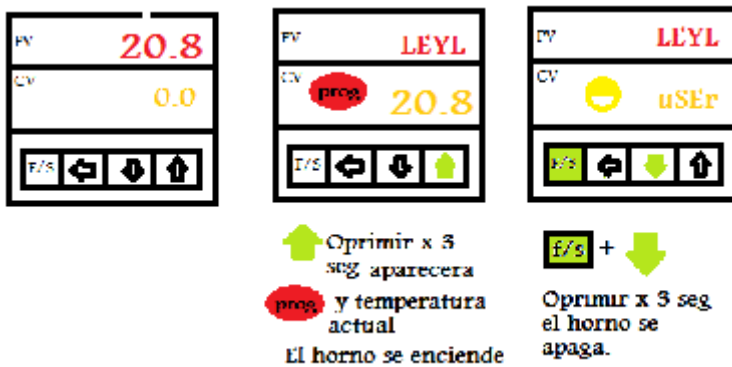 PV 20.8
CV 0.0
F/S
PV LEYL
CV prog 20.8
F/S
PV LEYL
CV uSEr
F/S
Oprimir x 3
seg aparecera
prog y temperatura
actual
El horno se enciende
f/s +
Oprimir x 3 seg
el horno se
apaga.